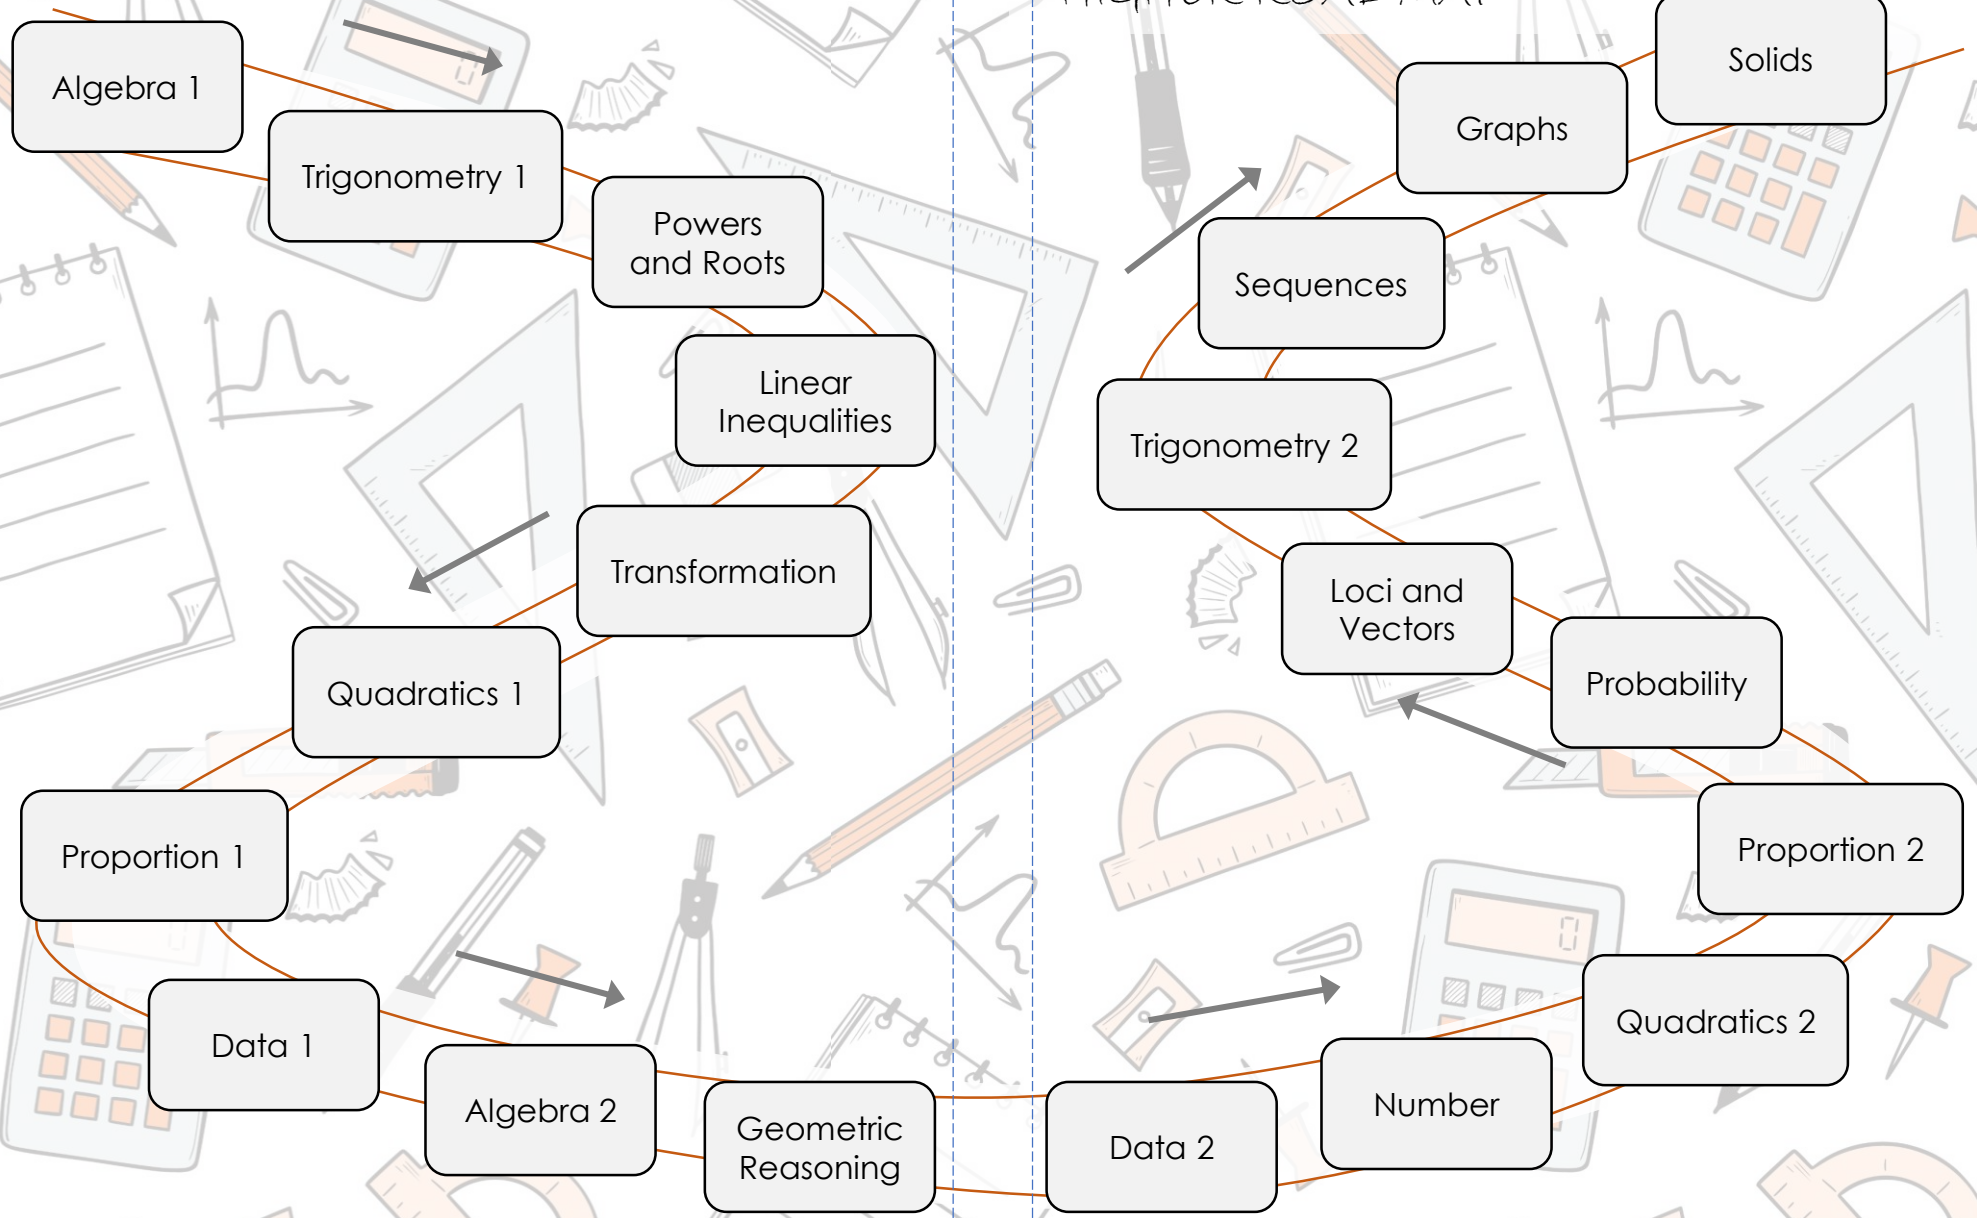 Algebra 1
Trigonometry 1
Powers
and Roots
Linear
Inequalities
Transformation
Quadratics 1
Proportion 1
Data 1
Algebra 2
Geometric
Reasoning
Data 2
Number
Quadratics 2
Proportion 2
Probability
Loci and
Vectors
Trigonometry 2
Sequences
Graphs
Solids